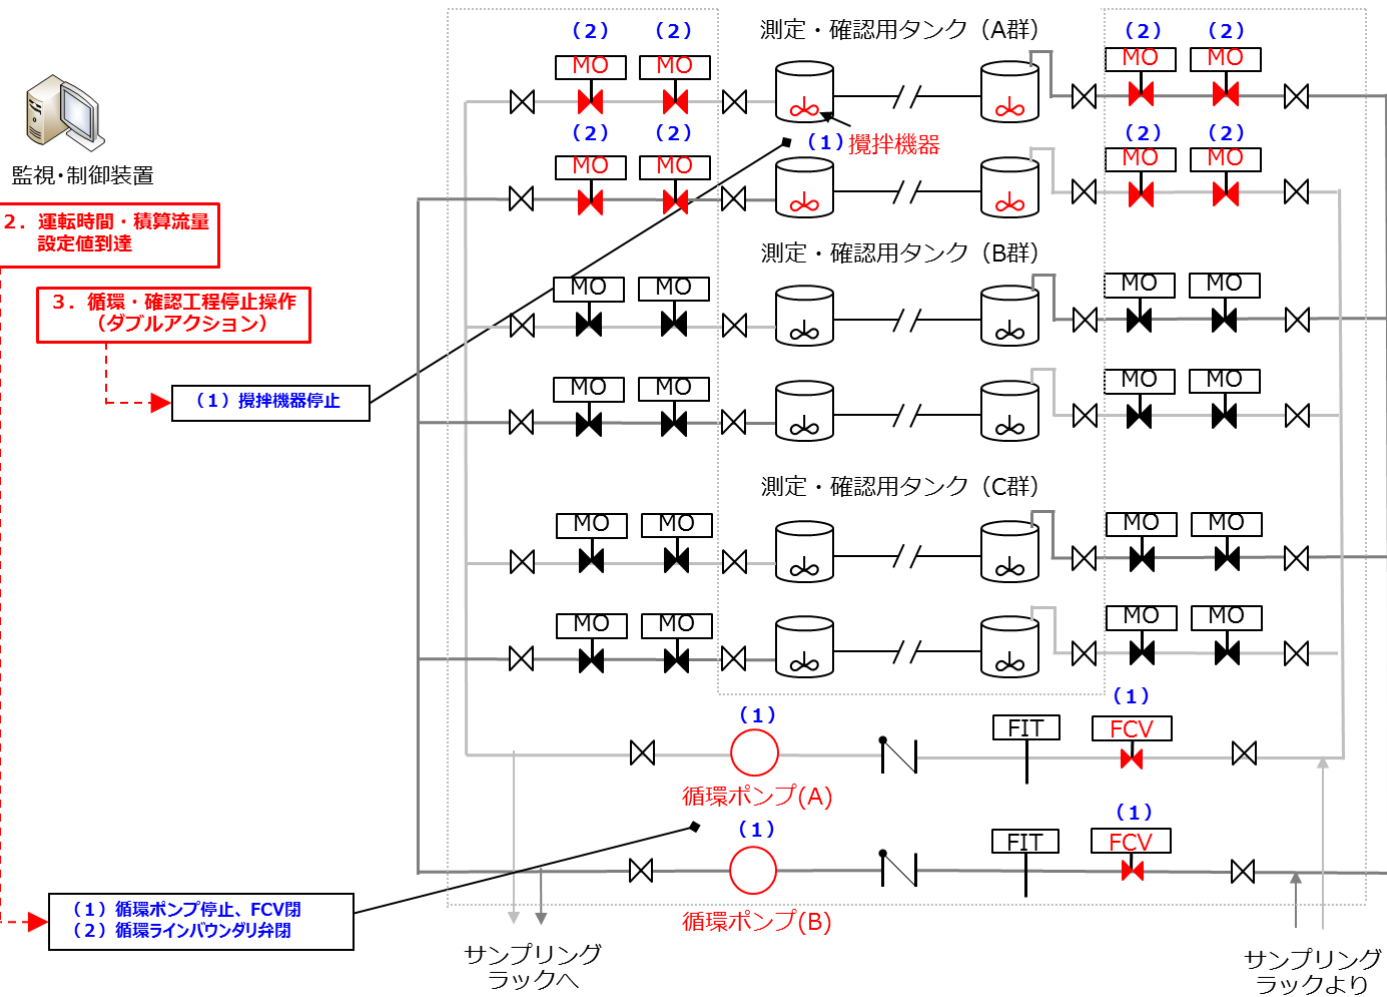 測定・確認用タンク（A群）
（2）
（2）
（2）
（2）
MO
MO
MO
MO
（1）攪拌機器
（2）
（2）
（2）
（2）
MO
MO
MO
MO
監視・制御装置
2．運転時間・積算流量
設定値到達
測定・確認用タンク（B群）
MO
MO
MO
MO
3．循環・確認工程停止操作
（ダブルアクション）
MO
MO
MO
MO
（1）攪拌機器停止
測定・確認用タンク（C群）
MO
MO
MO
MO
MO
MO
MO
MO
（1）
（1）
FIT
FCV
循環ポンプ(A)
（1）
（1）
FIT
FCV
循環ポンプ(B)
（1）循環ポンプ停止、FCV閉
（2）循環ラインバウンダリ弁閉
サンプリング
ラックへ
サンプリング
ラックより